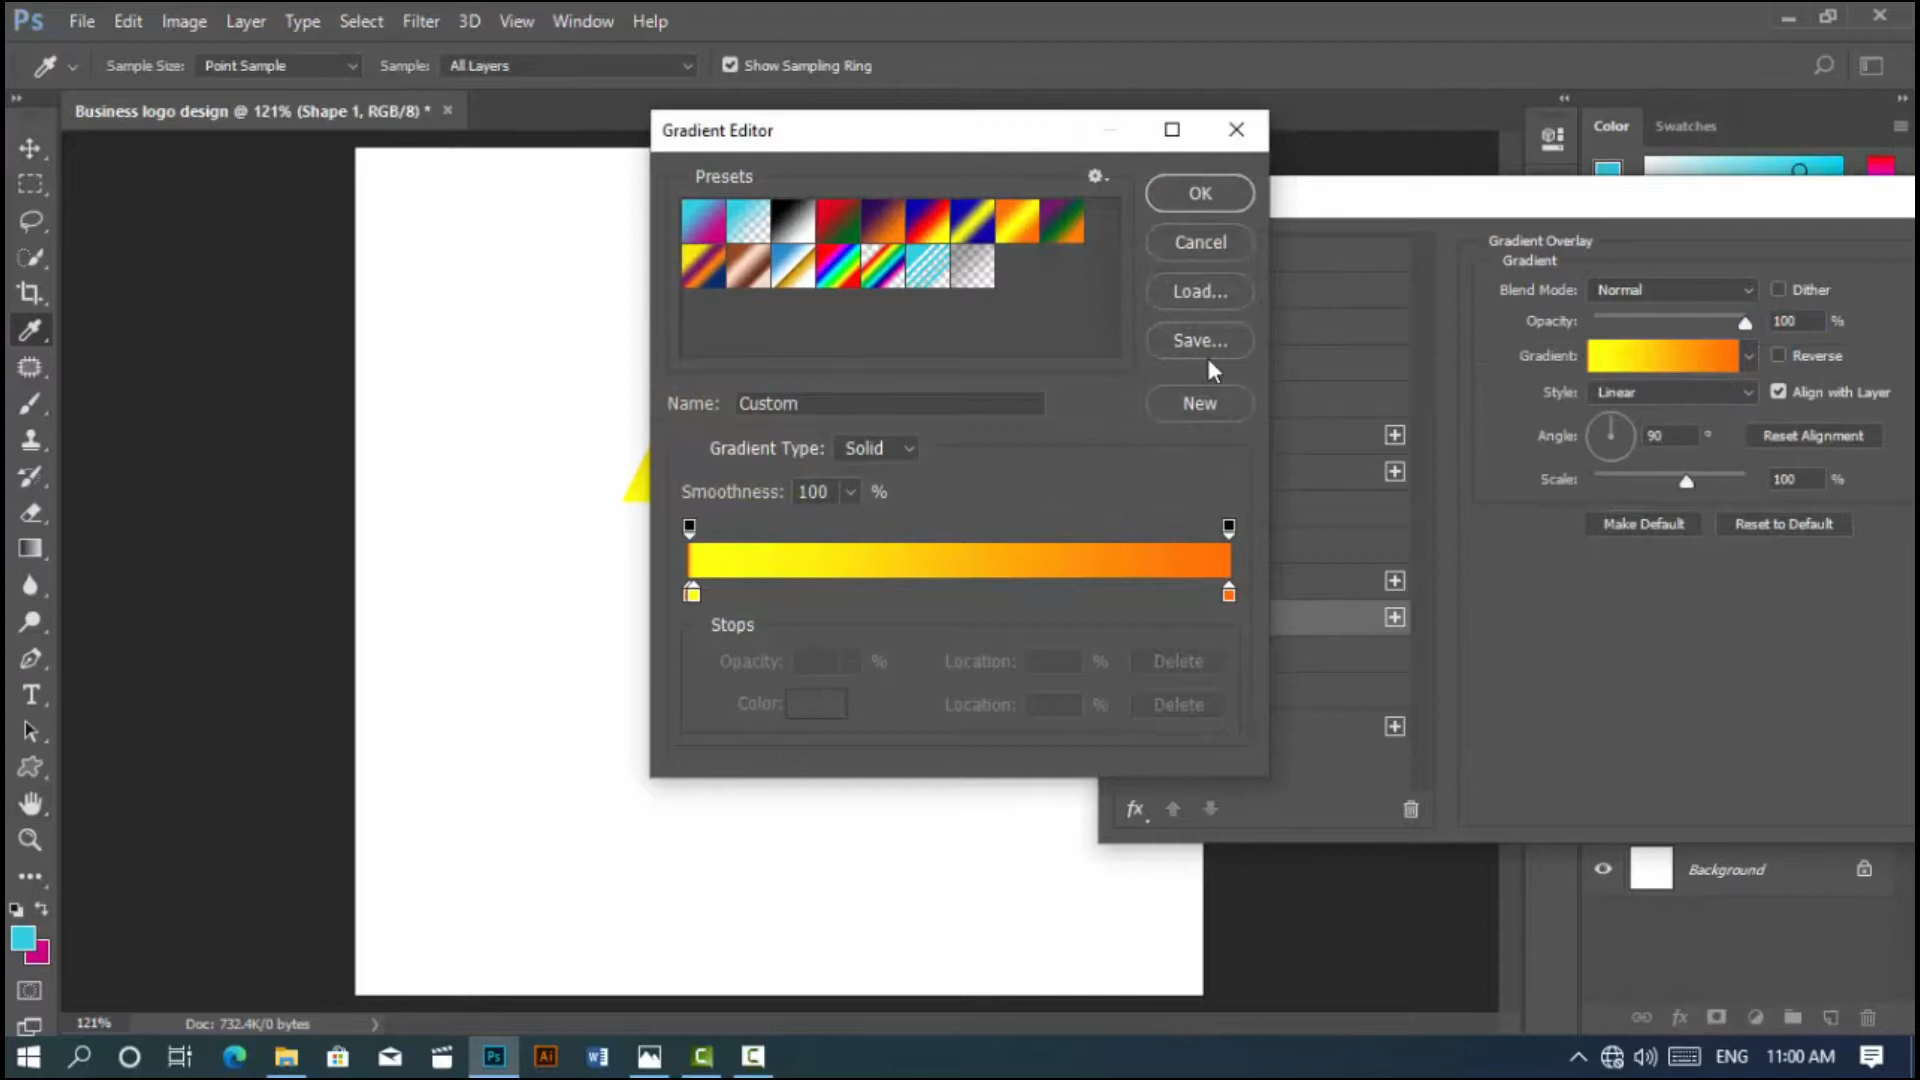 Ps File Edit Image Layer Type Select Filter 3D View Window Help
Sample Size: Point Sample Sample: All Layers Show Sampling Ring
Business logo design @ 121% (Shape 1, RGB/8) *
Color Swatches
Gradient Editor
Presets
OK
Cancel
Load...
Save...
New
Name: Custom
Gradient Type: Solid
Smoothness: 100 %
Stops
Opacity: % Location: % Delete
Color: Location: % Delete
Gradient Overlay
Gradient
Blend Mode: Normal Dither
Opacity: 100 %
Gradient: Reverse
Style: Linear Align with Layer
Angle: 90 ° Reset Alignment
Scale: 100 %
Make Default Reset to Default
fx
Background
fx
121% Doc: 732.4K/0 bytes
Ps Ai W C C
ENG 11:00 AM